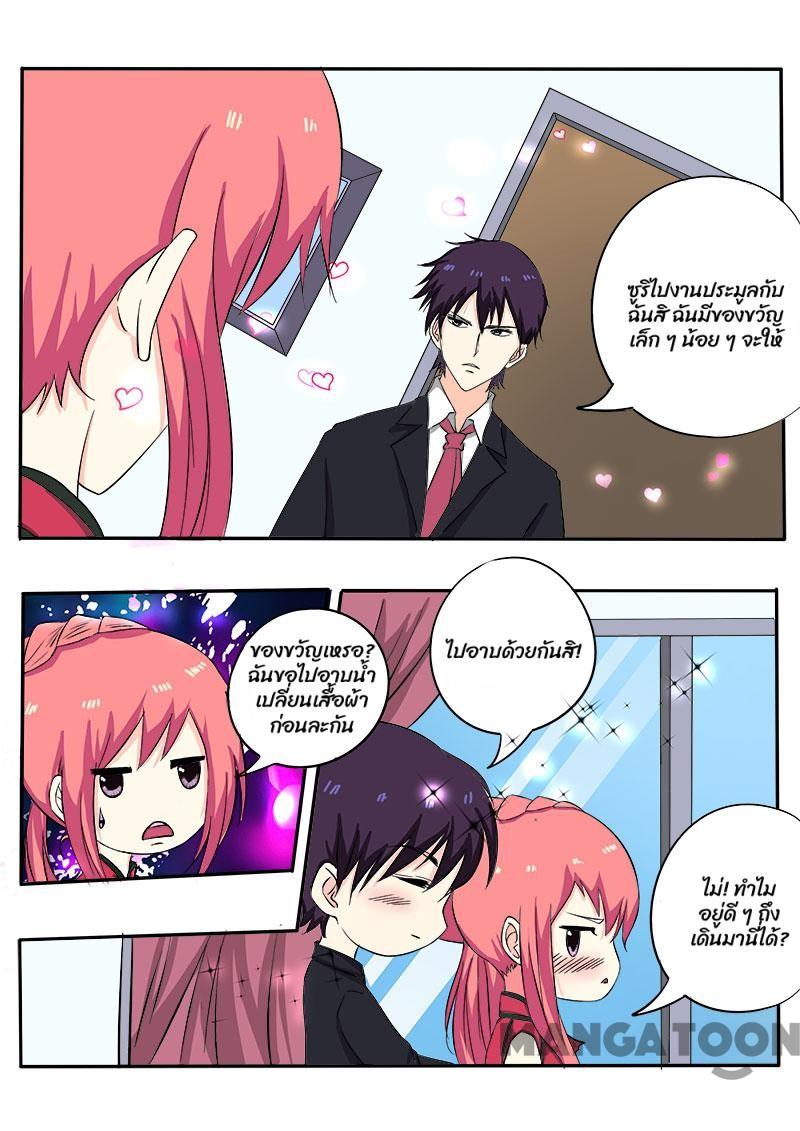 ซูริไปงานประมูลกับ
ฉันสิ ฉันมีของขวัญ
เล็ก ๆ น้อย ๆ จะให้
ของขวัญเหรอ?
ฉันขอไปอาบน้ำ
เปลี่ยนเสื้อผ้า
ก่อนละกัน
ไปอาบด้วยกันสิ!
ไม่! ทำไม
อยู่ดี ๆ ถึง
เดินมานี่ได้?
MANGATOON